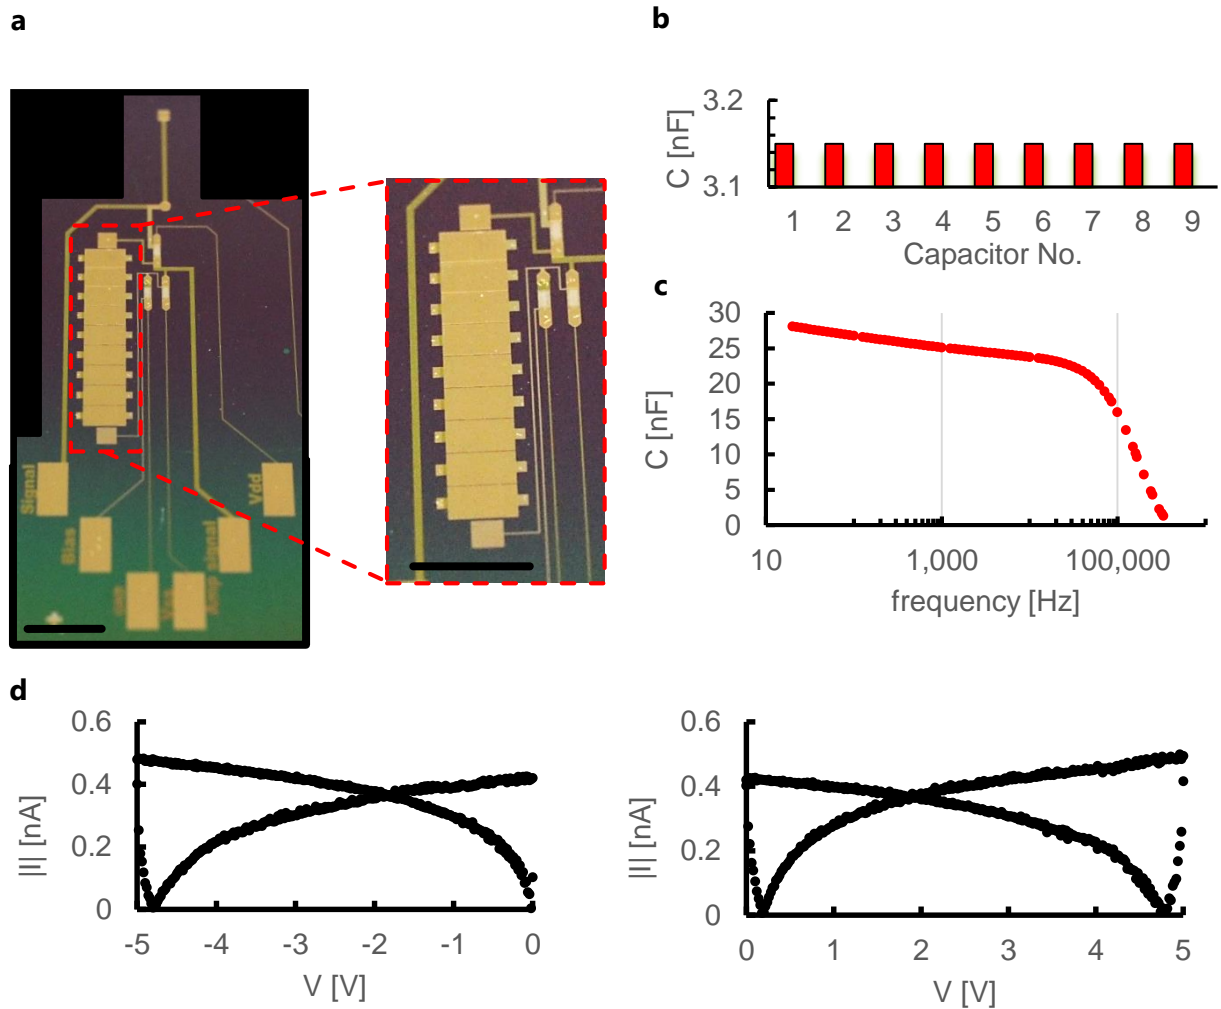 a
Signal
Bias
signal
Vdd
b
C [nF]
3.2
3.1
1 2 3 4 5 6 7 8 9
Capacitor No.
c
C [nF]
30
25
20
15
10
5
0
10 1,000 100,000
frequency [Hz]
d
|I| [nA]
0.6
0.4
0.2
0
-5 -4 -3 -2 -1 0
V [V]
|I| [nA]
0.6
0.4
0.2
0
0 1 2 3 4 5
V [V]